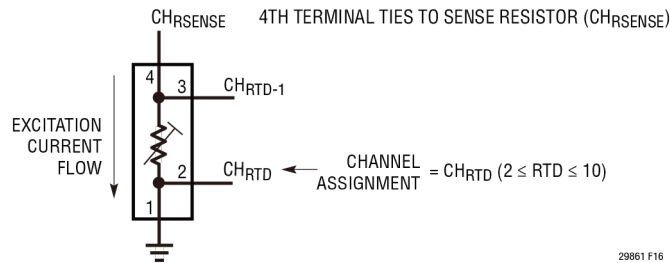 CHRSENSE 4TH TERMINAL TIES TO SENSE RESISTOR (CHRSENSE)
4
3 CHRTD-1
EXCITATION
CURRENT
FLOW
2 CHRTD
CHANNEL
ASSIGNMENT = CHRTD (2 ≤ RTD ≤ 10)
1
29861 F16